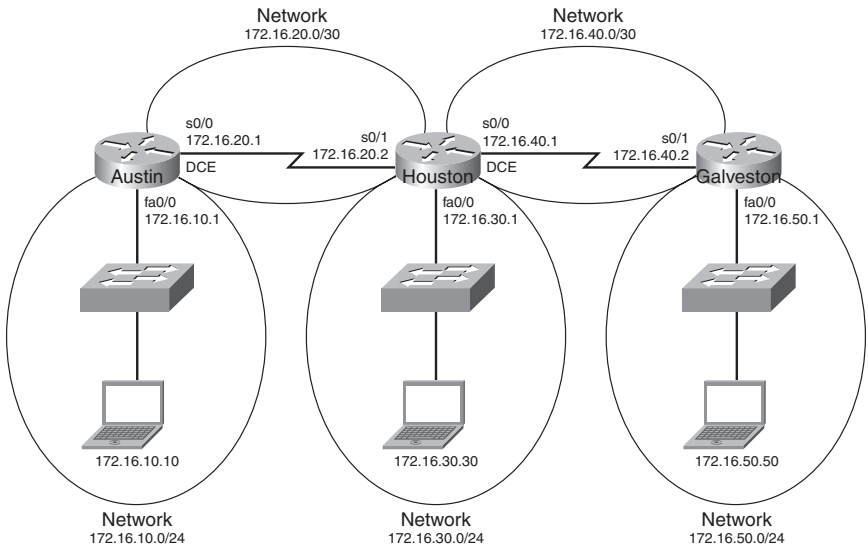 Network
172.16.20.0/30
Network
172.16.40.0/30
s0/0
172.16.20.1
DCE
s0/1
172.16.20.2
s0/0
172.16.40.1
DCE
s0/1
172.16.40.2
Austin
Houston
Galveston
fa0/0
172.16.10.1
fa0/0
172.16.30.1
fa0/0
172.16.50.1
172.16.10.10
172.16.30.30
172.16.50.50
Network
172.16.10.0/24
Network
172.16.30.0/24
Network
172.16.50.0/24